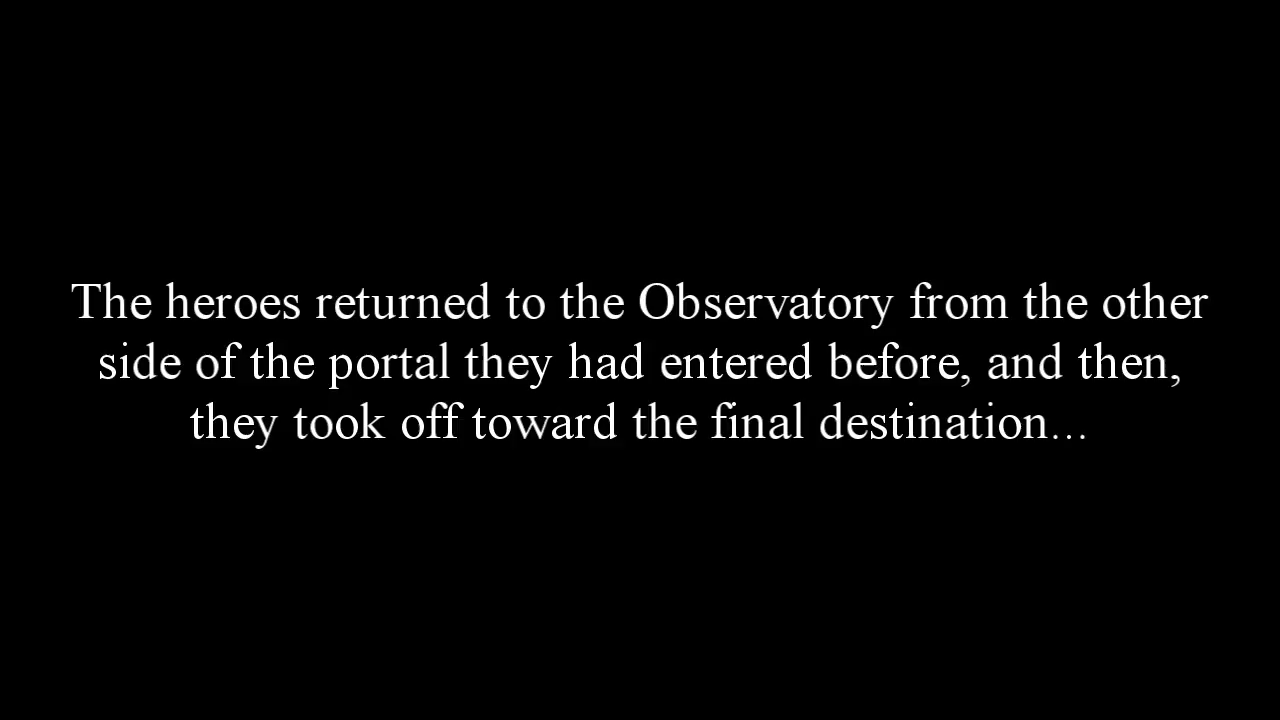 The heroes returned to the Observatory from the other
side of the portal they had entered before, and then,
they took off toward the final destination...